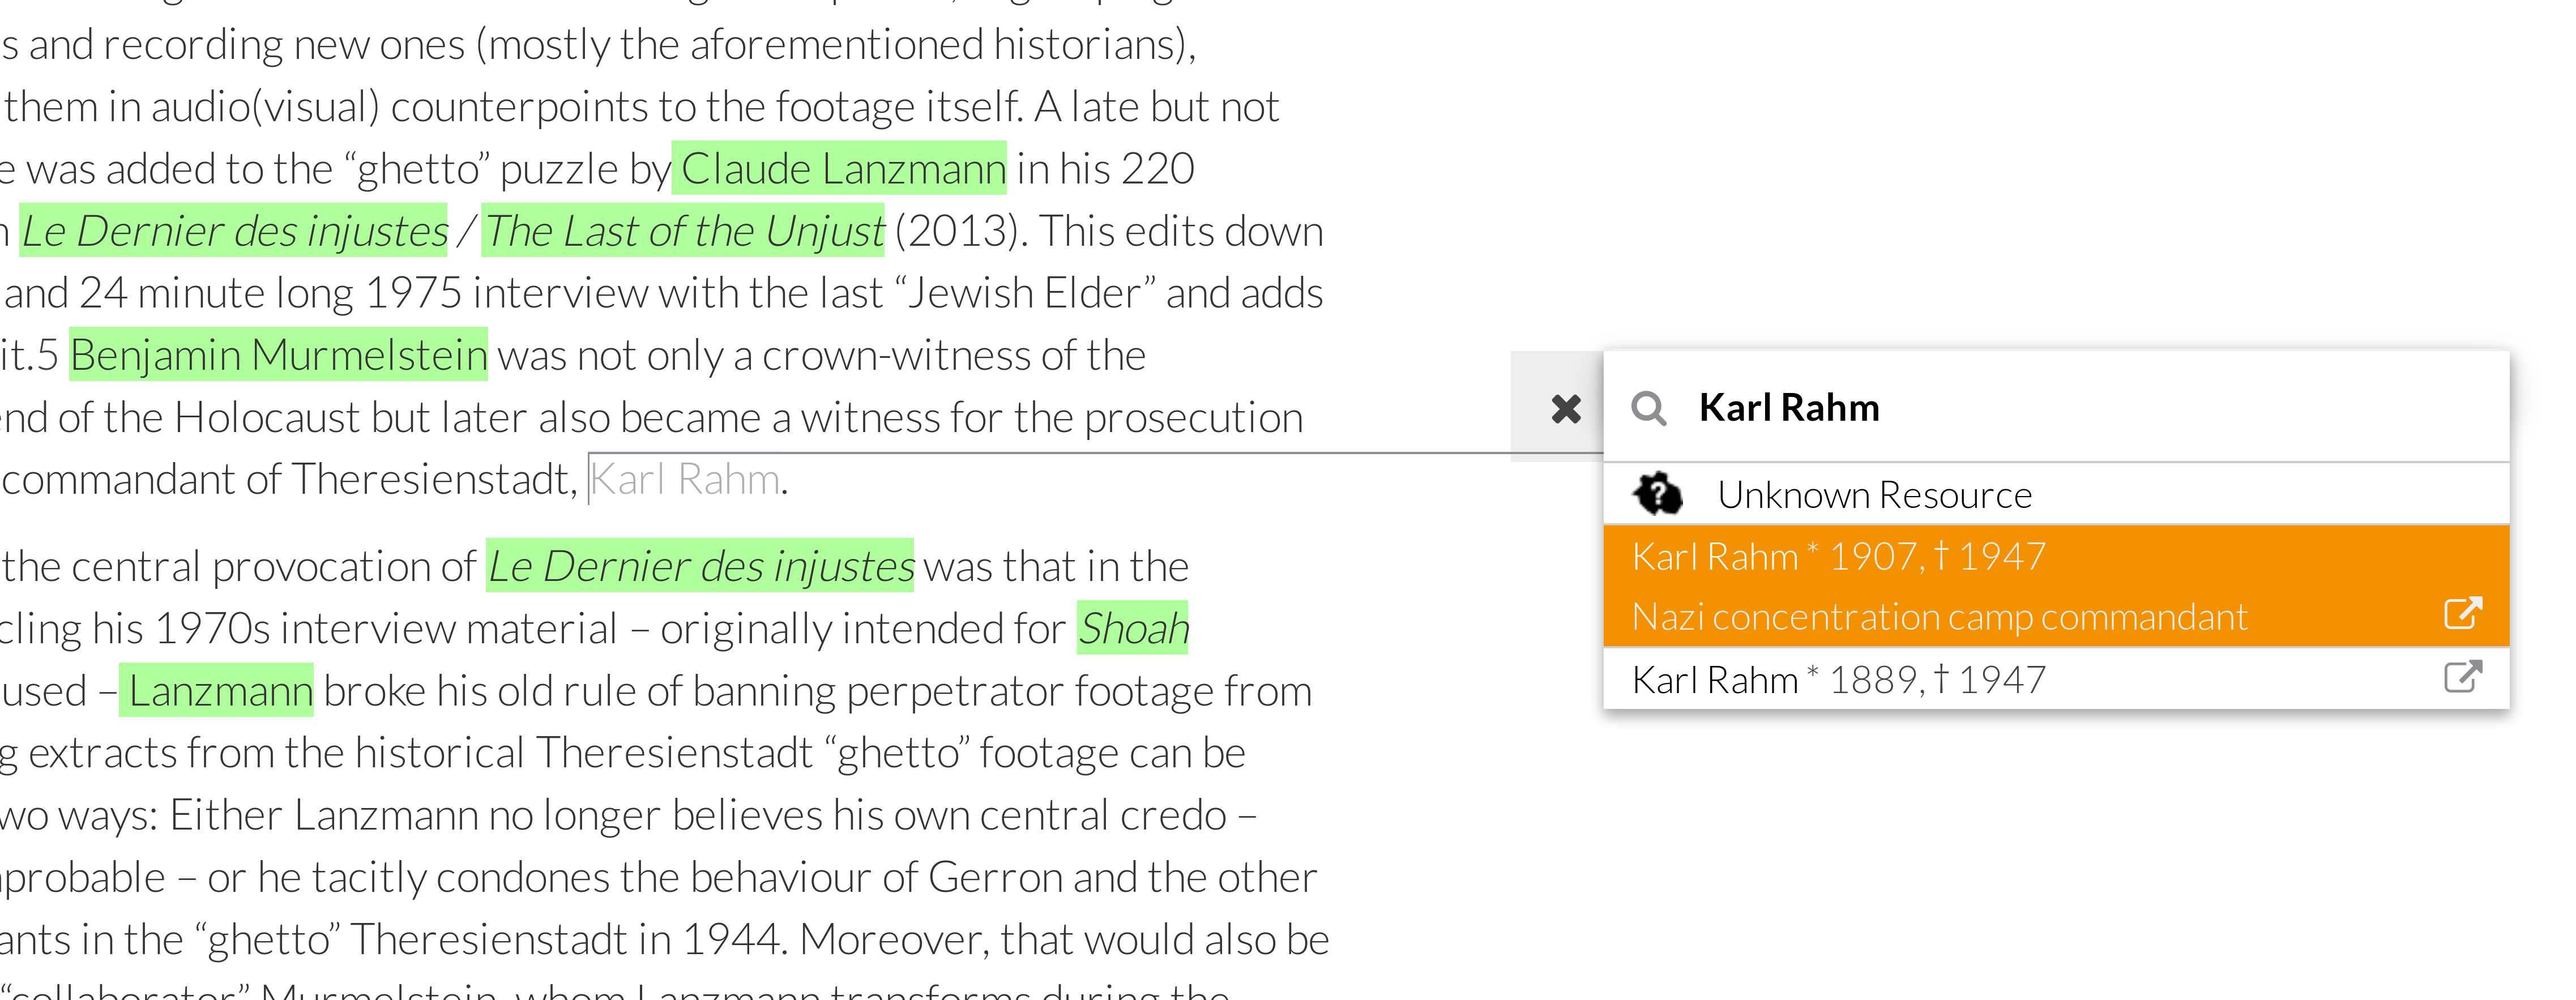 s and recording new ones (mostly the aforementioned historians),
them in audio(visual) counterpoints to the footage itself. A late but not
e was added to the “ghetto” puzzle by Claude Lanzmann in his 220
n Le Dernier des injustes / The Last of the Unjust (2013). This edits down
and 24 minute long 1975 interview with the last “Jewish Elder” and adds
it.5 Benjamin Murmelstein was not only a crown-witness of the
end of the Holocaust but later also became a witness for the prosecution
commandant of Theresienstadt, Karl Rahm.
the central provocation of Le Dernier des injustes was that in the
cling his 1970s interview material – originally intended for Shoah
used – Lanzmann broke his old rule of banning perpetrator footage from
g extracts from the historical Theresienstadt “ghetto” footage can be
wo ways: Either Lanzmann no longer believes his own central credo –
probable – or he tacitly condones the behaviour of Gerron and the other
ants in the “ghetto” Theresienstadt in 1944. Moreover, that would also be
“collaborator” Murmelstein, whom Lanzmann transforms during the
Karl Rahm
Unknown Resource
Karl Rahm * 1907, † 1947
Nazi concentration camp commandant
Karl Rahm * 1889, † 1947